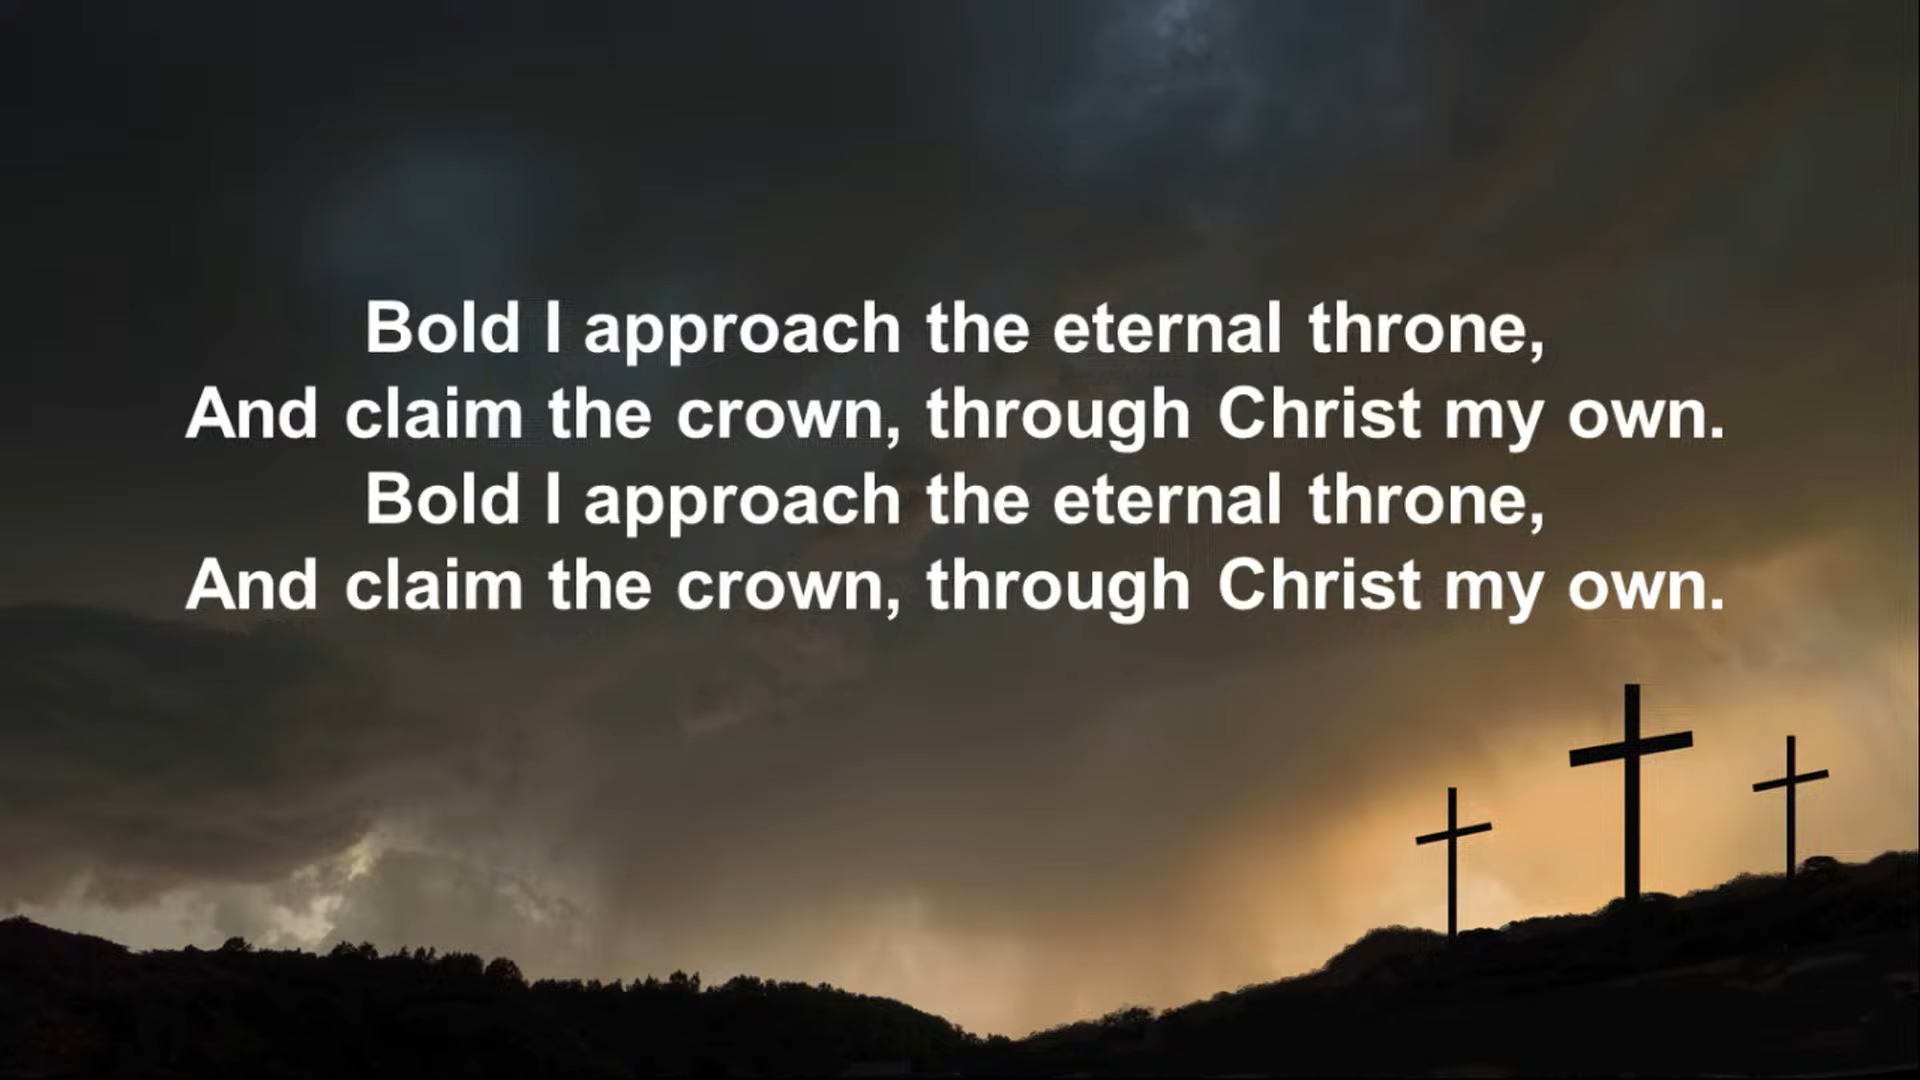 Bold I approach the eternal throne,
And claim the crown, through Christ my own.
Bold I approach the eternal throne,
And claim the crown, through Christ my own.